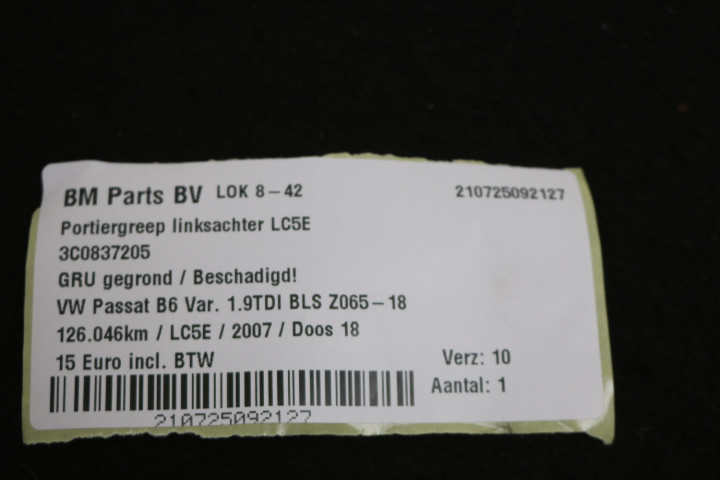 BM Parts BV LOK 8-42 210725092127
Portiergreep linksachter LC5E
3C0837205
GRU gegrond / Beschadigd!
VW Passat B6 Var. 1.9TDI BLS Z065-18
126.046km / LC5E / 2007 / Doos 18
15 Euro incl. BTW Verz: 10
Aantal: 1
210725092127